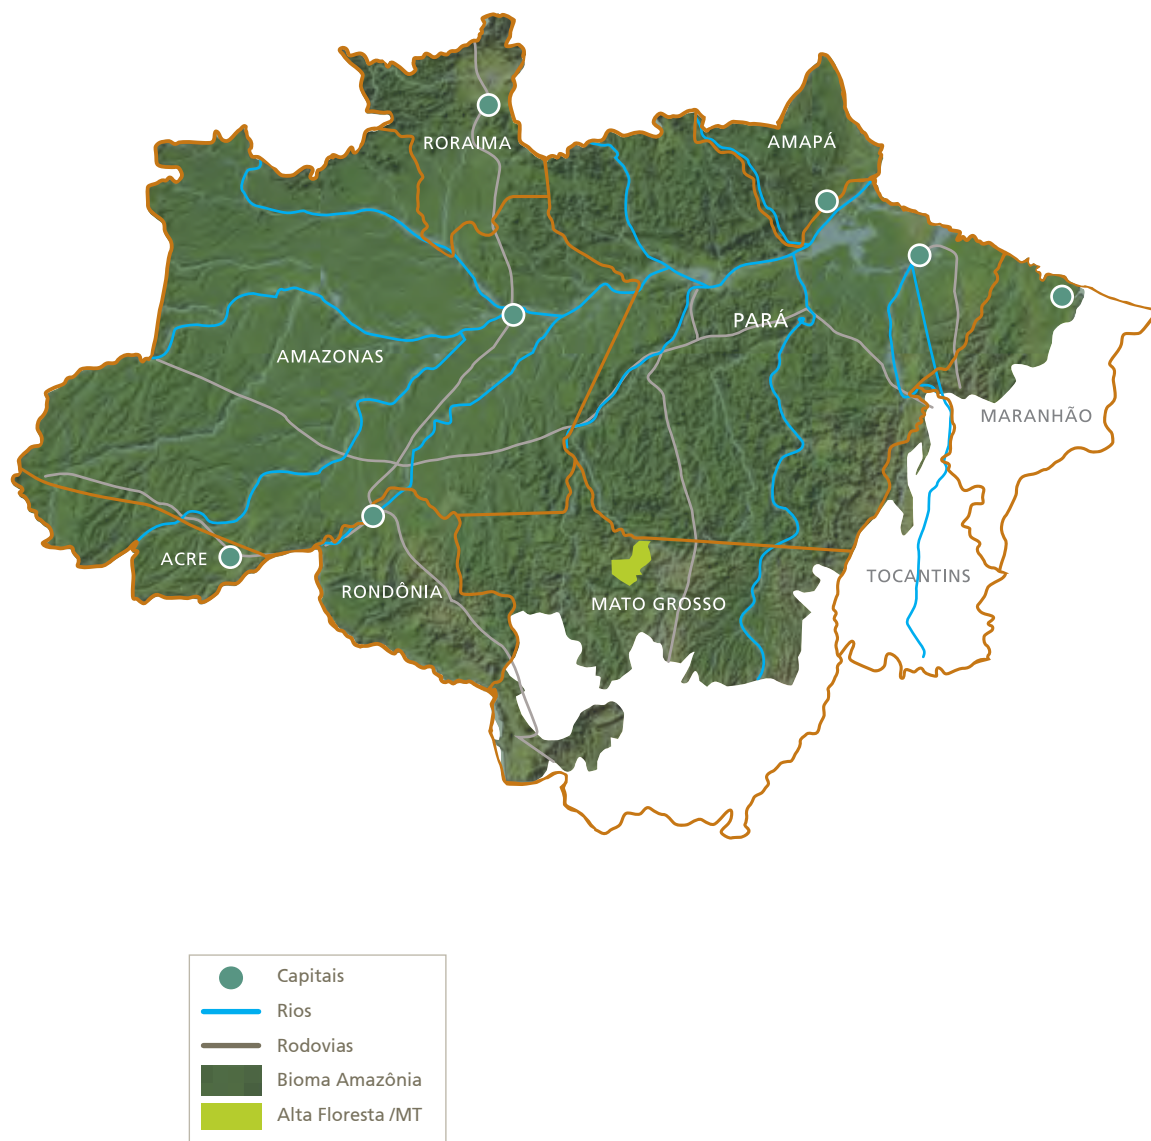 RORAIMA
AMAPÁ
PARÁ
AMAZONAS
MARANHÃO
ACRE
RONDÔNIA
TOCANTINS
MATO GROSSO
Capitais
Rios
Rodovias
Bioma Amazônia
Alta Floresta /MT